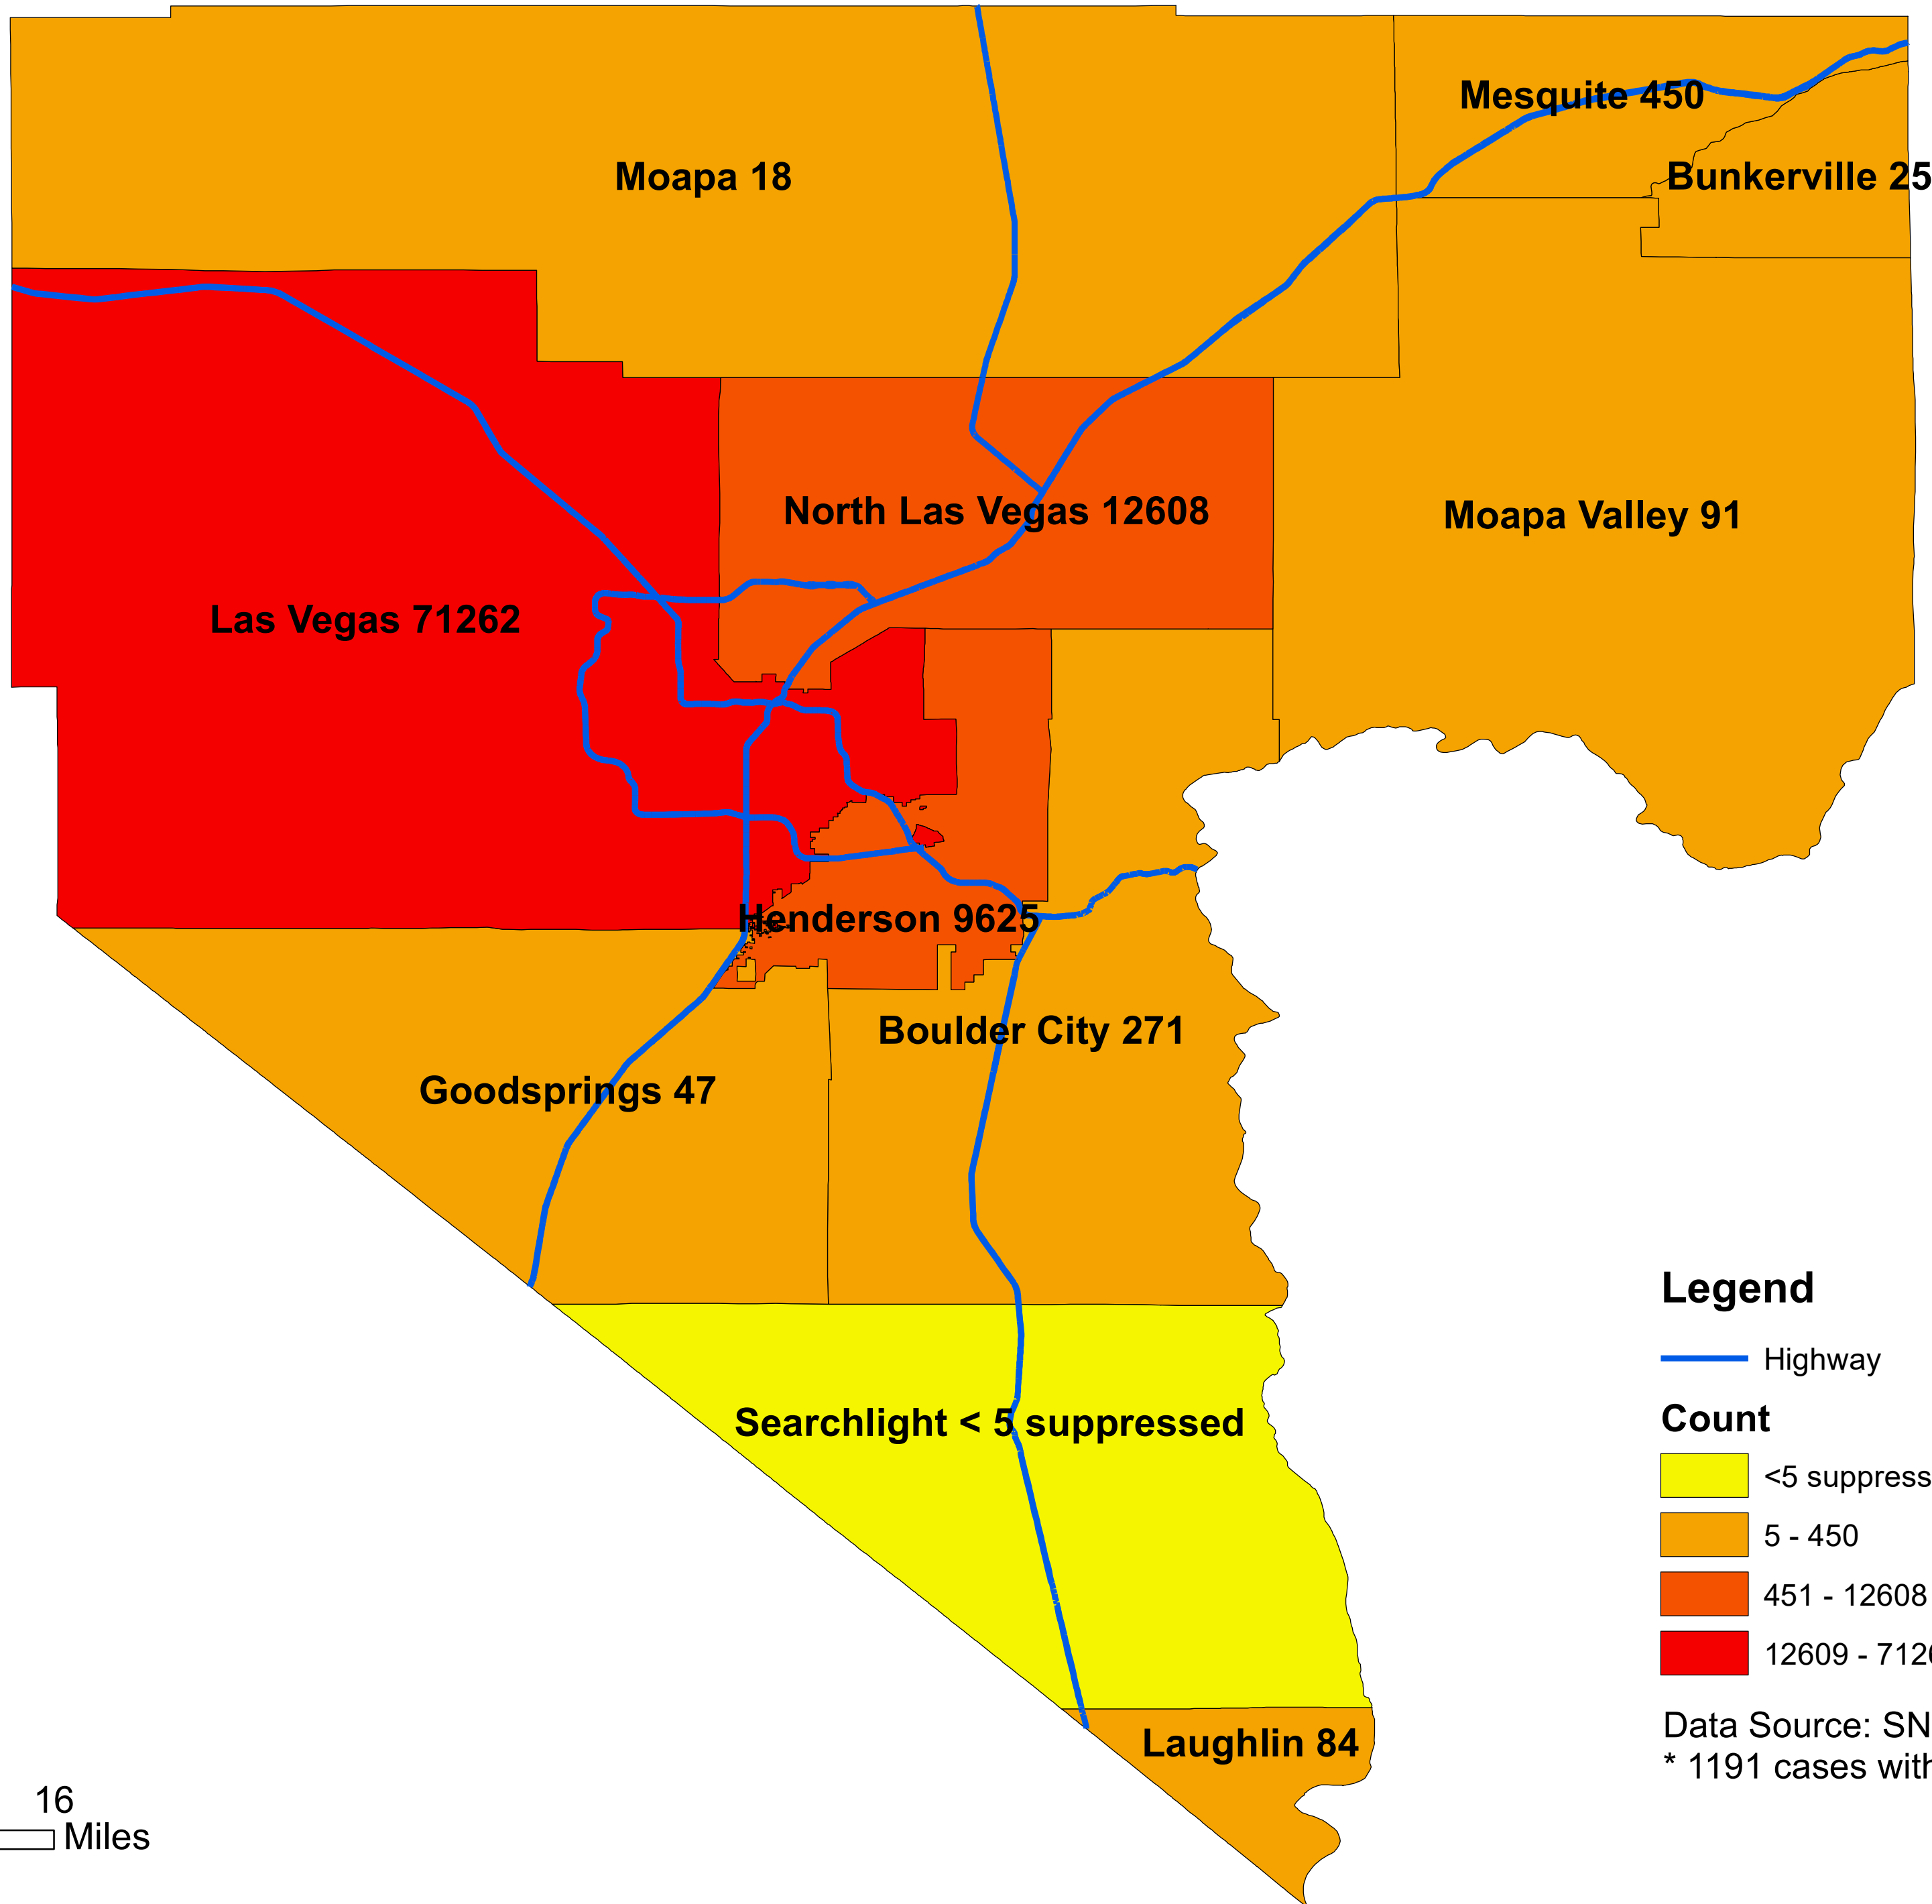 Mesquite 450
Moapa 18
Bunkerville 25
North Las Vegas 12608
Moapa Valley 91
Las Vegas 71262
Henderson 9625
Boulder City 271
Goodsprings 47
Searchlight < 5 suppressed
Laughlin 84
Legend
Highway
Count
<5 suppress
5 - 450
451 - 12608
12609 - 712
Data Source: SN
* 1191 cases with
16
Miles